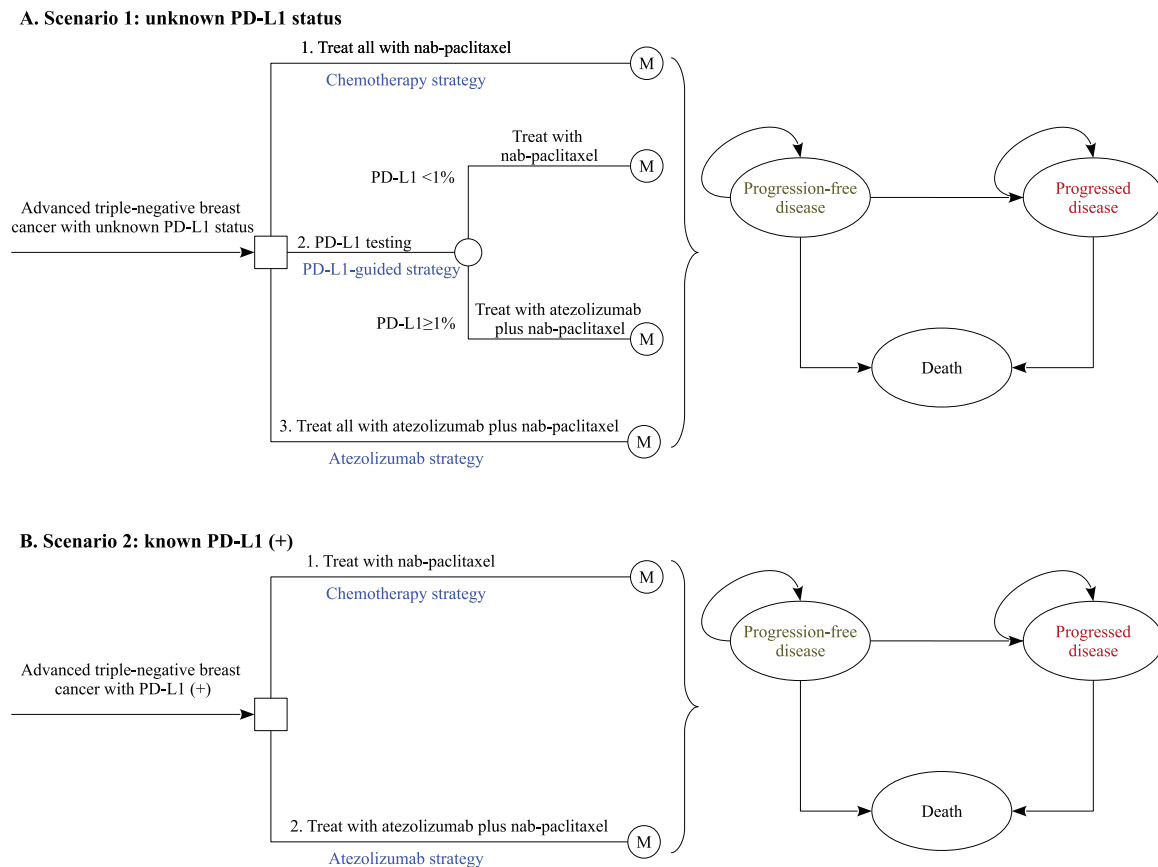 A. Scenario 1: unknown PD-L1 status
1. Treat all with nab-paclitaxel
Chemotherapy strategy
M
Treat with
nab-paclitaxel
M
PD-L1 <1%
Advanced triple-negative breast
cancer with unknown PD-L1 status
2. PD-L1 testing
PD-L1-guided strategy
PD-L1≥1%
Treat with atezolizumab
plus nab-paclitaxel
M
3. Treat all with atezolizumab plus nab-paclitaxel
Atezolizumab strategy
M
Progression-free
disease
Progressed
disease
Death
B. Scenario 2: known PD-L1 (+)
1. Treat with nab-paclitaxel
Chemotherapy strategy
M
Advanced triple-negative breast
cancer with PD-L1 (+)
2. Treat with atezolizumab plus nab-paclitaxel
Atezolizumab strategy
M
Progression-free
disease
Progressed
disease
Death